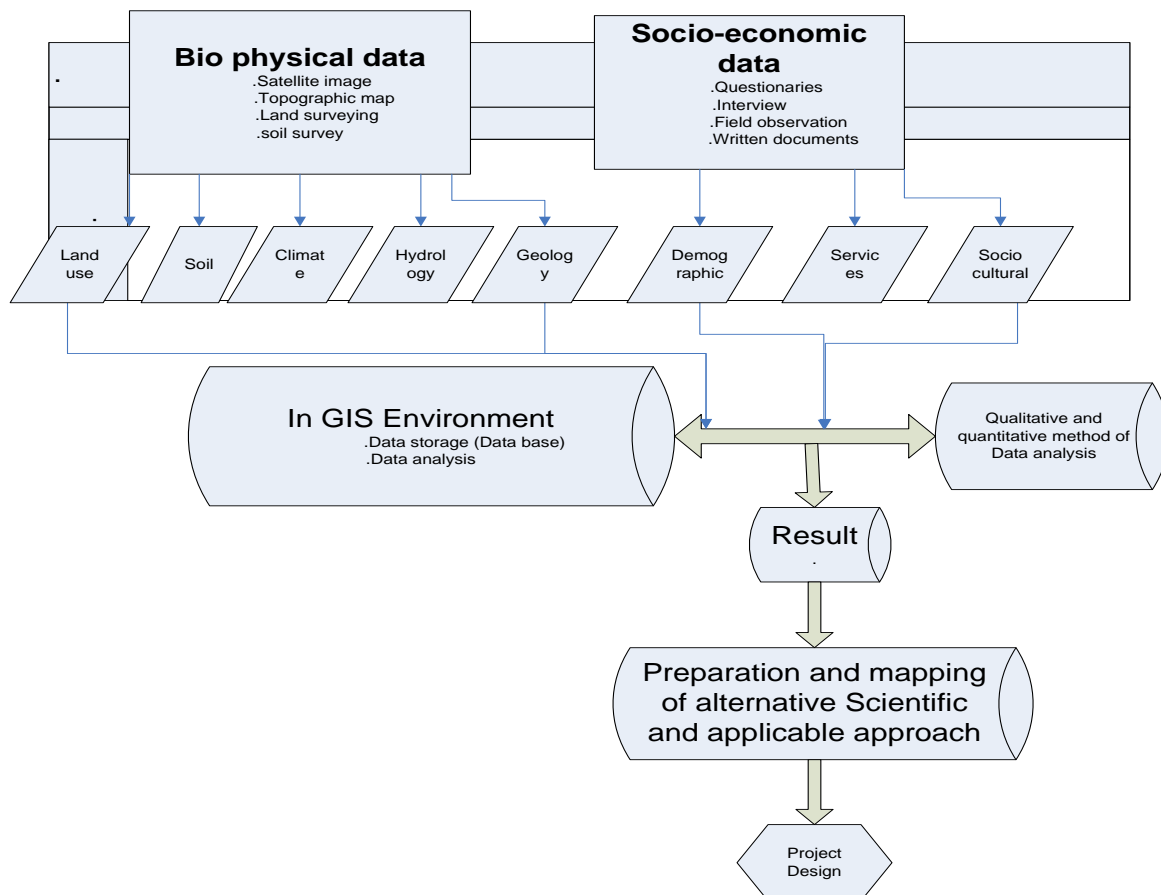 Bio physical data
.Satellite image
.Topographic map
.Land surveying
.soil survey
Socio-economic
data
.Questionaries
.Interview
.Field observation
.Written documents
.
.
Land
use
Soil
Climat
e
Hydrol
ogy
Geolog
y
Demog
raphic
Servic
es
Socio
cultural
In GIS Environment
.Data storage (Data base)
.Data analysis
Qualitative and
quantitative method of
Data analysis
Result
.
Preparation and mapping
of alternative Scientific
and applicable approach
Project
Design